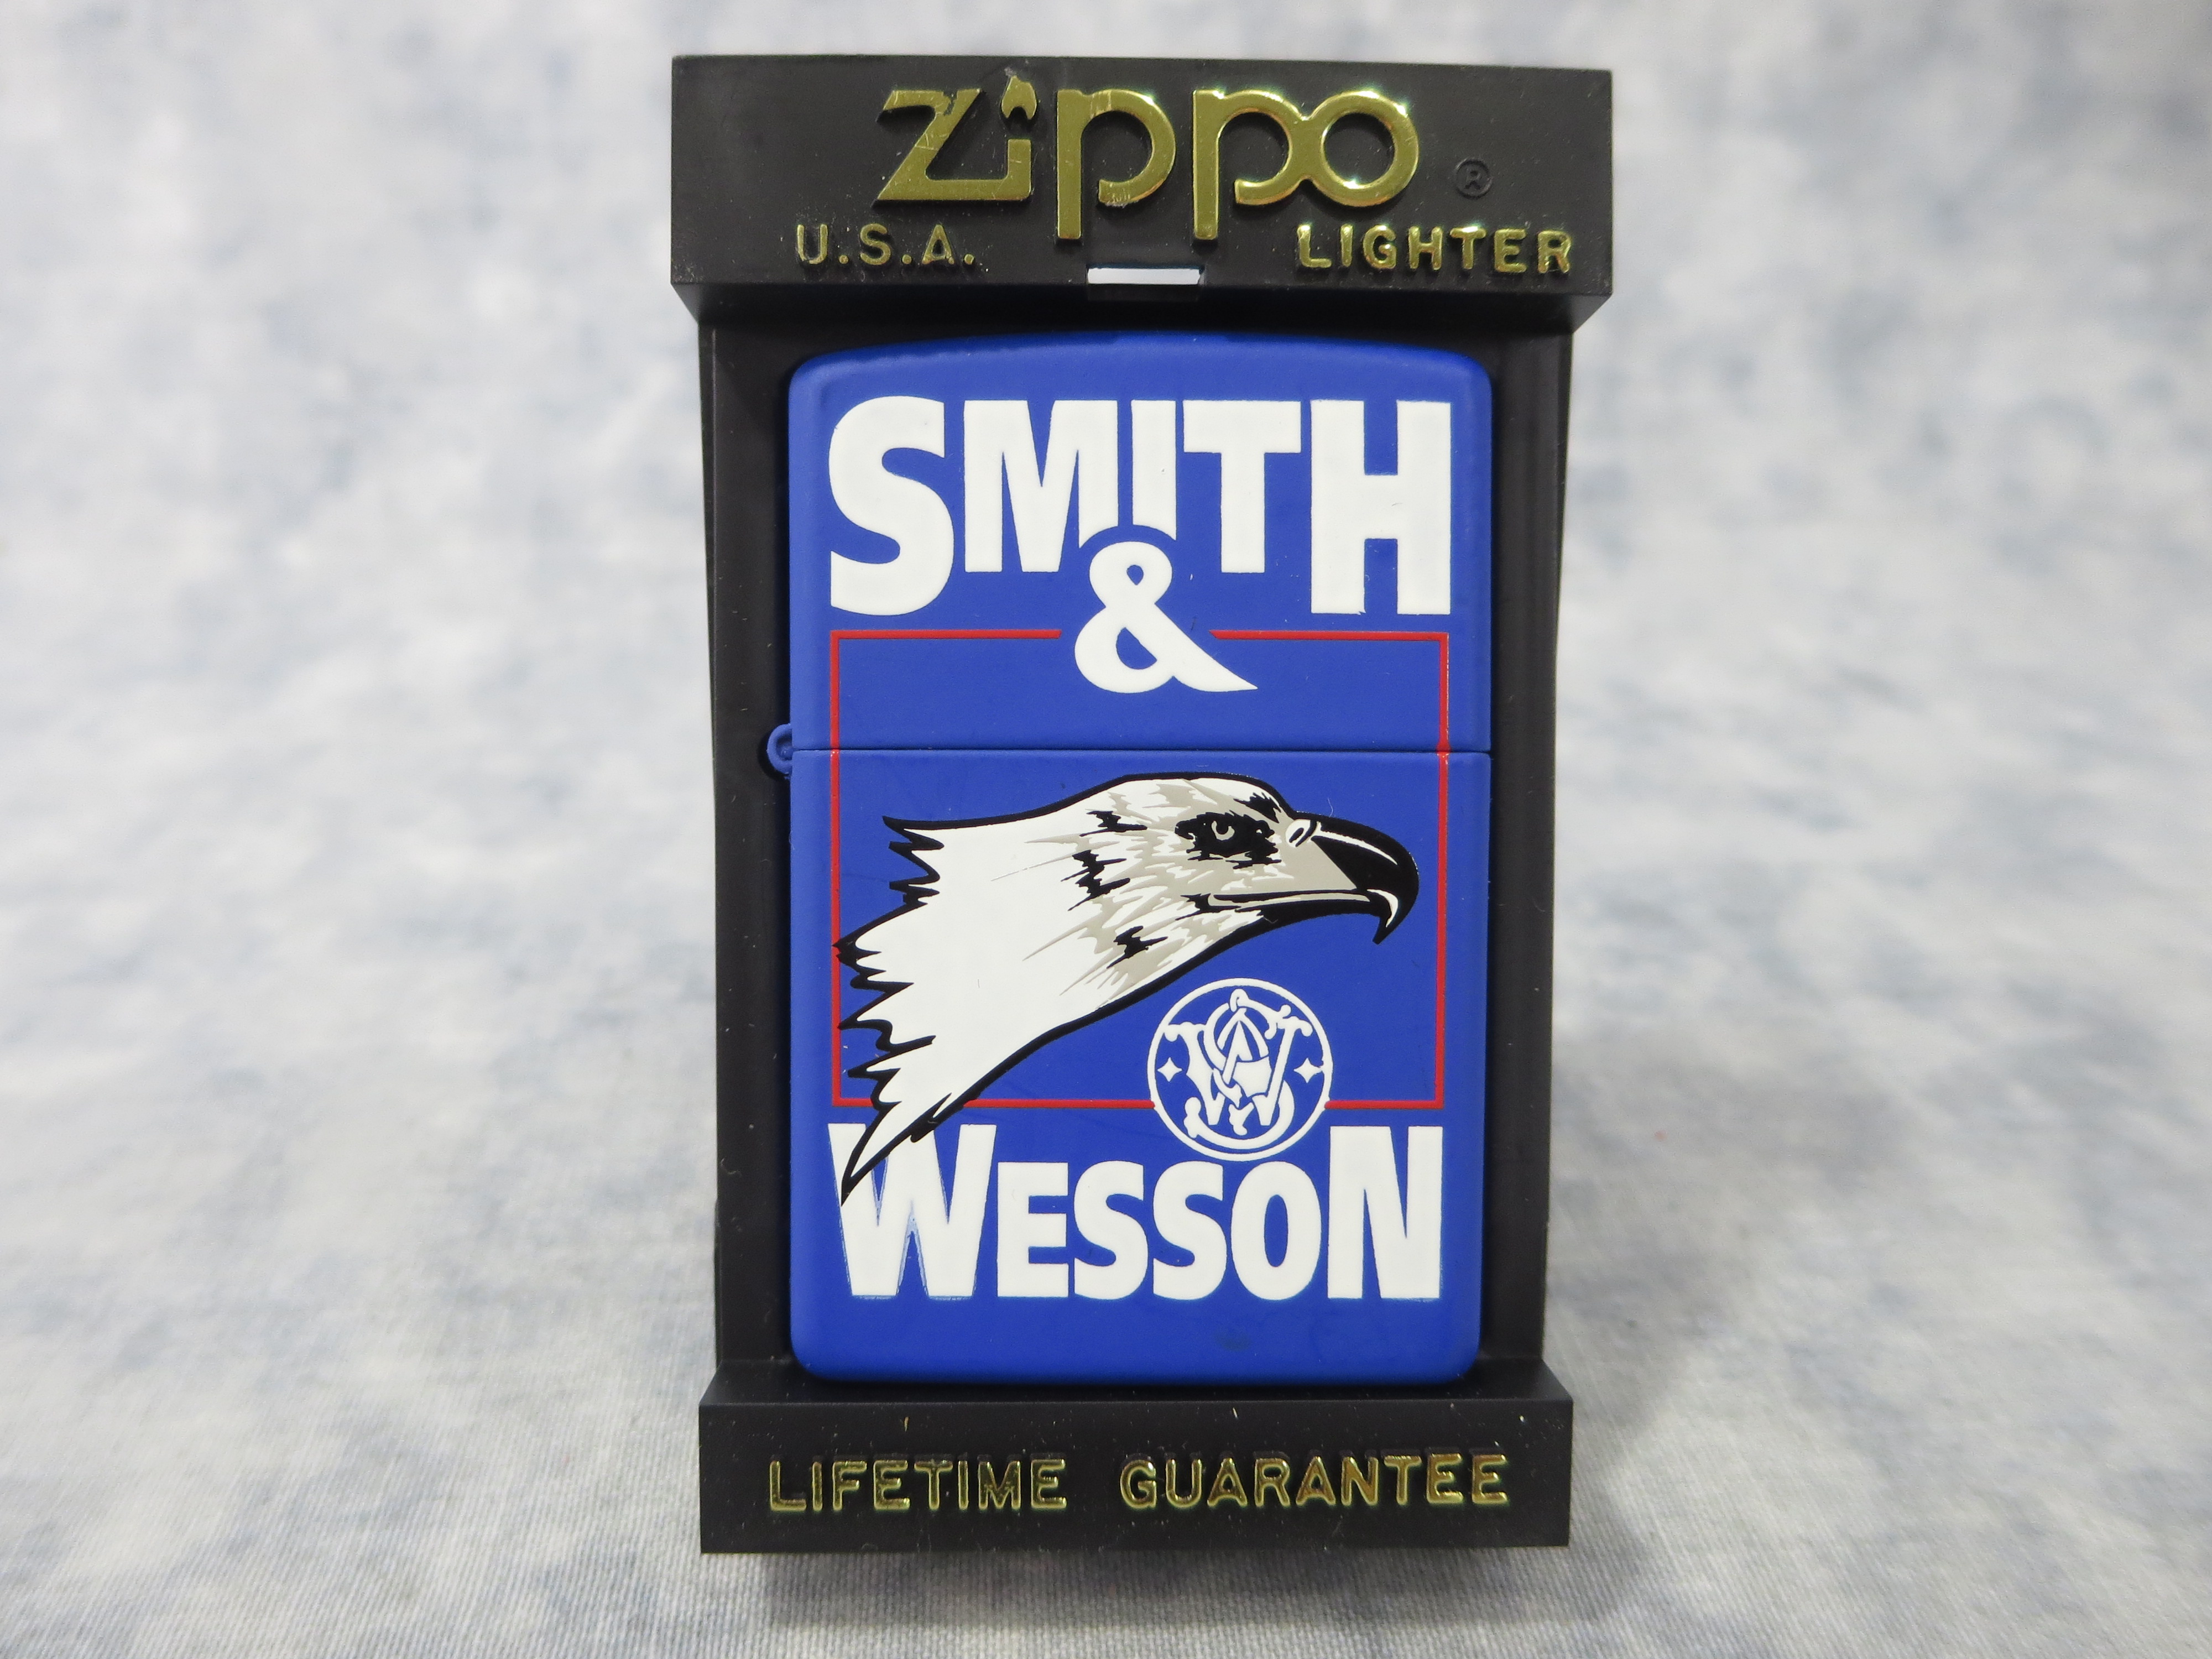 Zippo ®
U.S.A. LIGHTER
SMITH
&
WESSON
LIFETIME GUARANTEE